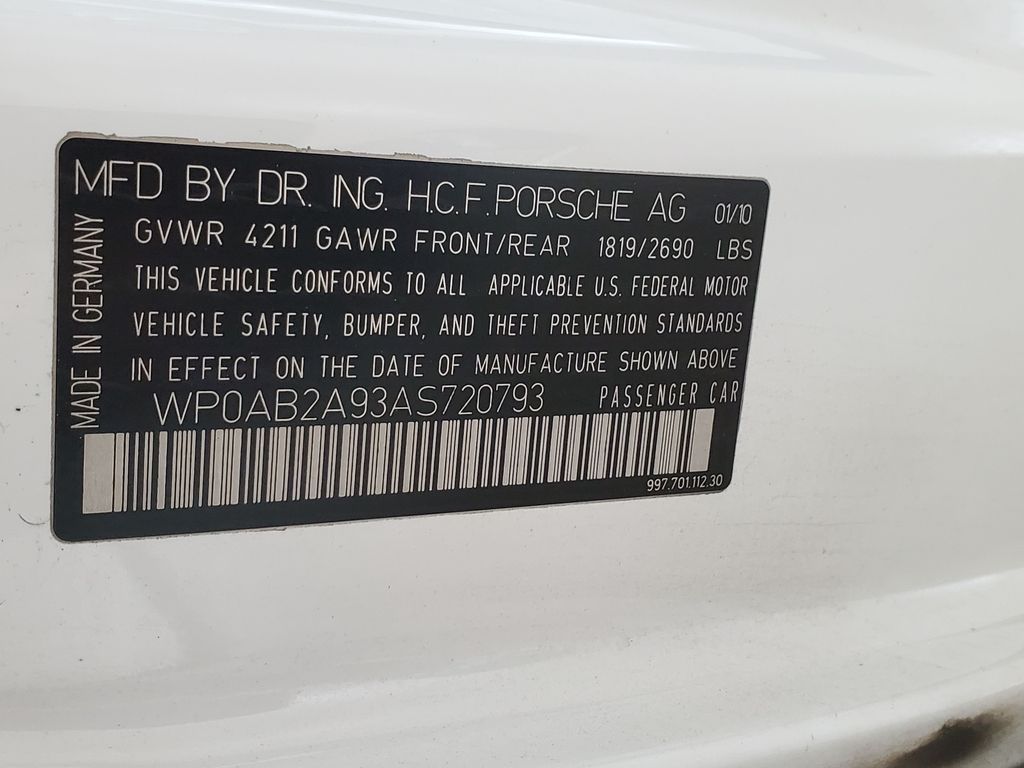 MFD BY DR. ING. H.C.F. PORSCHE AG 01/10
GVWR 4211 GAWR FRONT/REAR 1819/2690 LBS
THIS VEHICLE CONFORMS TO ALL APPLICABLE U.S. FEDERAL MOTOR
VEHICLE SAFETY, BUMPER, AND THEFT PREVENTION STANDARDS
IN EFFECT ON THE DATE OF MANUFACTURE SHOWN ABOVE
WP0AB2A93AS720793 PASSENGER CAR
997.701.112.30
MADE IN GERMANY